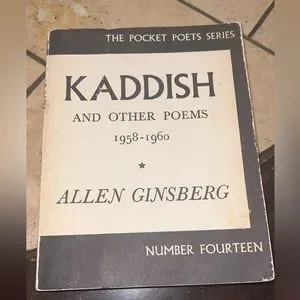 THE POCKET POETS SERIES
KADDISH
AND OTHER POEMS
1958-1960
*
ALLEN GINSBERG
NUMBER FOURTEEN